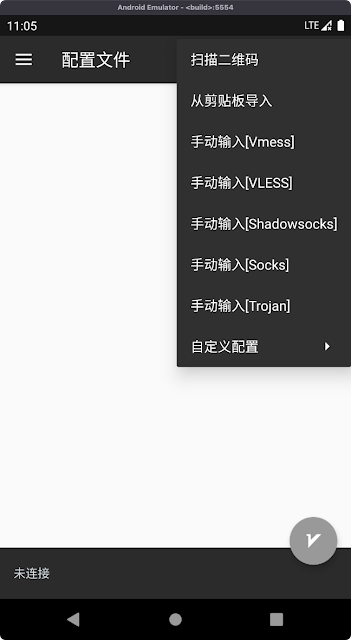 Android Emulator - <build>:5554
11:05
LTE
配置文件
扫描二维码
从剪贴板导入
手动输入[Vmess]
手动输入[VLESS]
手动输入[Shadowsocks]
手动输入[Socks]
手动输入[Trojan]
自定义配置
未连接